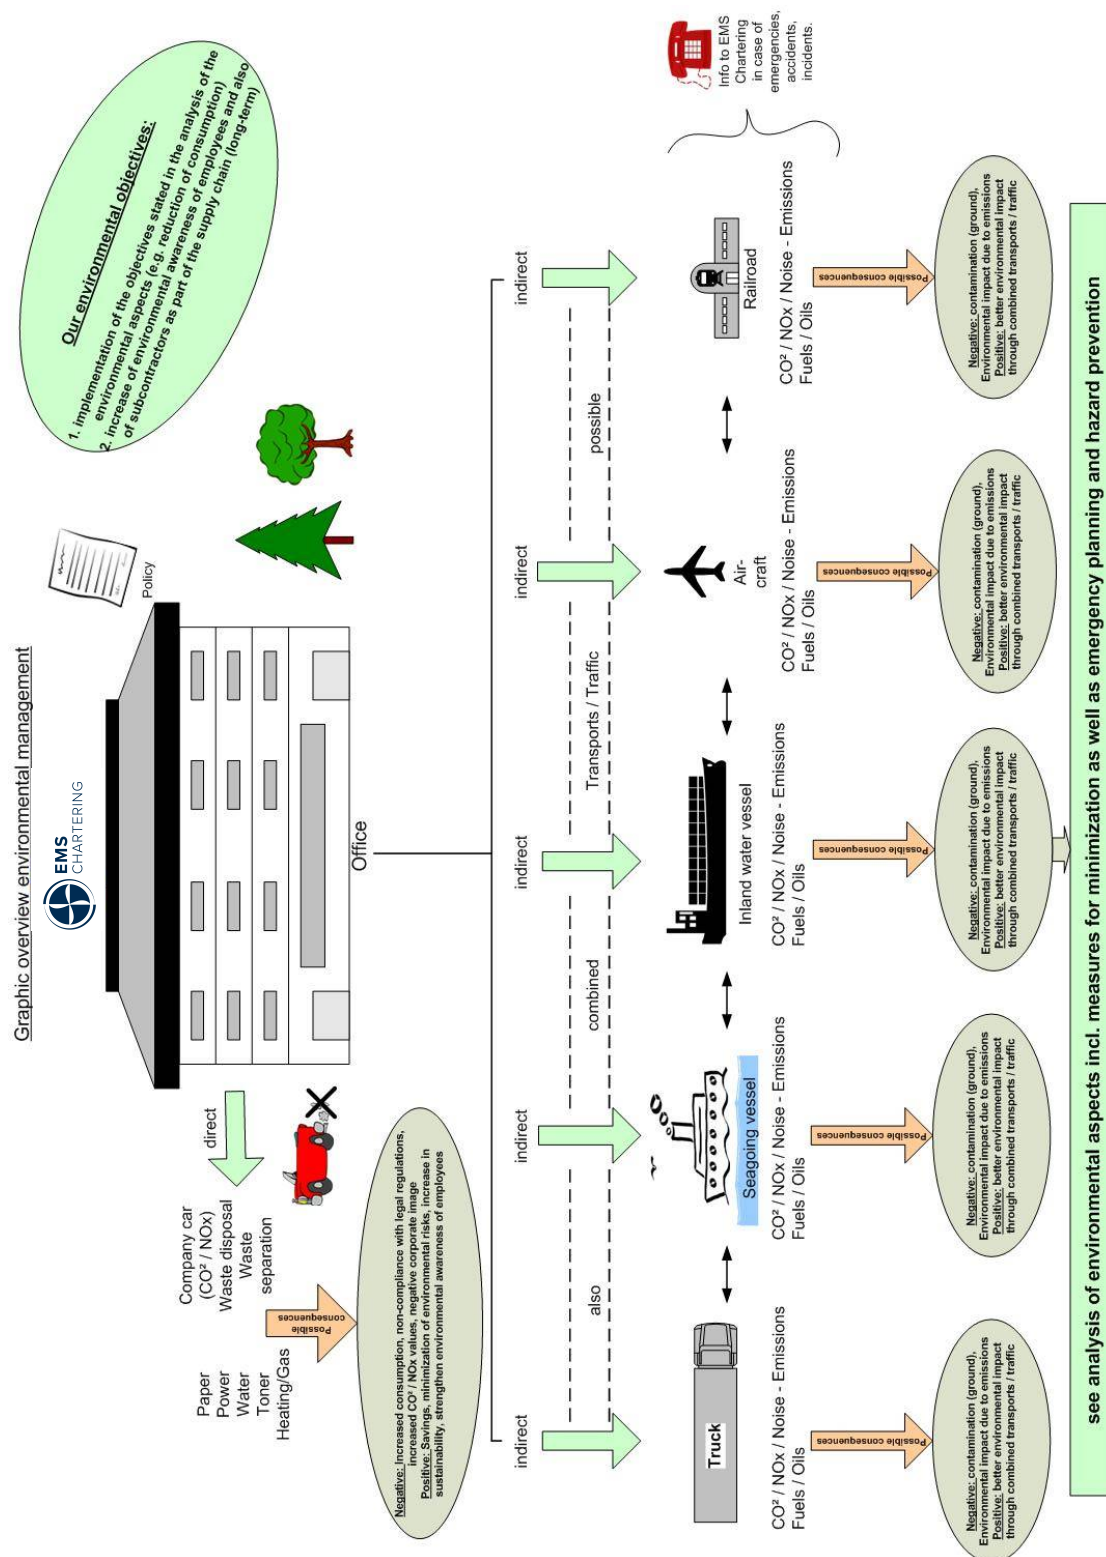 Graphic overview environmental management
EMS
CHARTERING
Policy
Our environmental objectives:
1. implementation of the objectives stated in the analysis of the
environmental aspects (e.g. reduction of consumption)
2. increase of environmental awareness of employees and also
of subcontractors as part of the supply chain (long-term)
direct
Company car
(CO² / NOx)
Waste disposal
Waste
separation
Paper
Power
Water
Toner
Heating/Gas
Possible
consequences
Negative: Increased consumption, non-compliance with legal regulations,
increased CO² / NOx values, negative corporate image
Positive: Savings, minimization of environmental risks, increase in
sustainability, strengthen environmental awareness of employees
Office
indirect
indirect
indirect
indirect
indirect
also
combined
Transports / Traffic
possible
Truck
Seagoing vessel
Inland water vessel
Air-
craft
Railroad
Info to EMS
Chartering
in case of
emergencies,
accidents,
incidents.
CO² / NOx / Noise - Emissions
Fuels / Oils
CO² / NOx / Noise - Emissions
Fuels / Oils
CO² / NOx / Noise - Emissions
Fuels / Oils
CO² / NOx / Noise - Emissions
Fuels / Oils
CO² / NOx / Noise - Emissions
Fuels / Oils
Possible consequences
Possible consequences
Possible consequences
Possible consequences
Possible consequences
Negative: contamination (ground),
Environmental impact due to emissions
Positive: better environmental impact
through combined transports / traffic
Negative: contamination (ground),
Environmental impact due to emissions
Positive: better environmental impact
through combined transports / traffic
Negative: contamination (ground),
Environmental impact due to emissions
Positive: better environmental impact
through combined transports / traffic
Negative: contamination (ground),
Environmental impact due to emissions
Positive: better environmental impact
through combined transports / traffic
Negative: contamination (ground),
Environmental impact due to emissions
Positive: better environmental impact
through combined transports / traffic
see analysis of environmental aspects incl. measures for minimization as well as emergency planning and hazard prevention